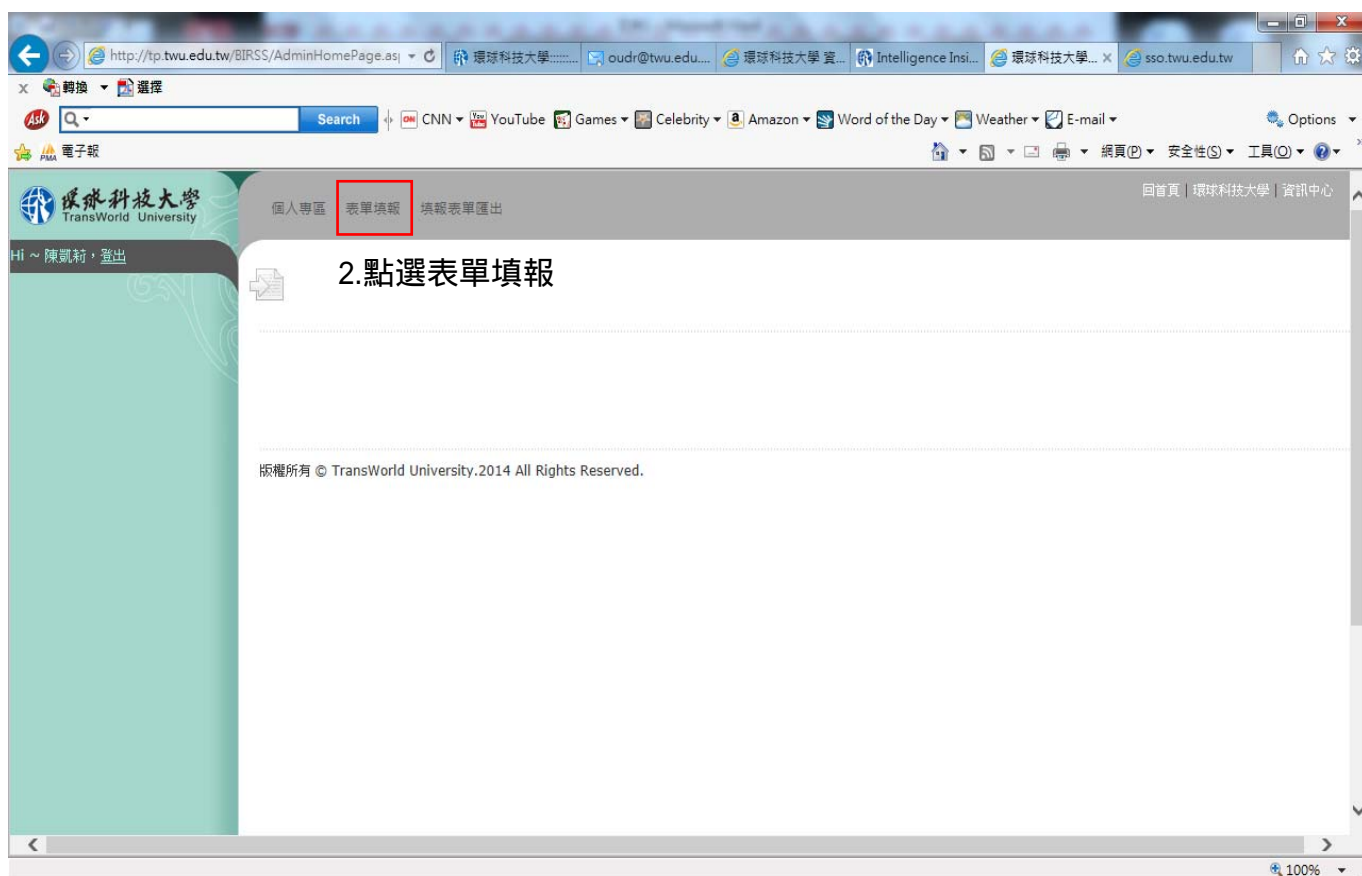 http://tp.twu.edu.tw/BIRSS/AdminHomePage.as
環球科技大學::::::...
oudr@twu.edu....
環球科技大學 資...
Intelligence Insi...
環球科技大學...
sso.twu.edu.tw
x 轉換 選擇
Ask Search CNN YouTube Games Celebrity Amazon Word of the Day Weather E-mail Options
電子報 網頁(P) 安全性(S) 工具(O)
環球科技大學
TransWorld University
個人專區 表單填報 填報表單匯出
回首頁 | 環球科技大學 | 資訊中心
Hi ~ 陳凱莉，登出
2.點選表單填報
版權所有 © TransWorld University.2014 All Rights Reserved.
100%